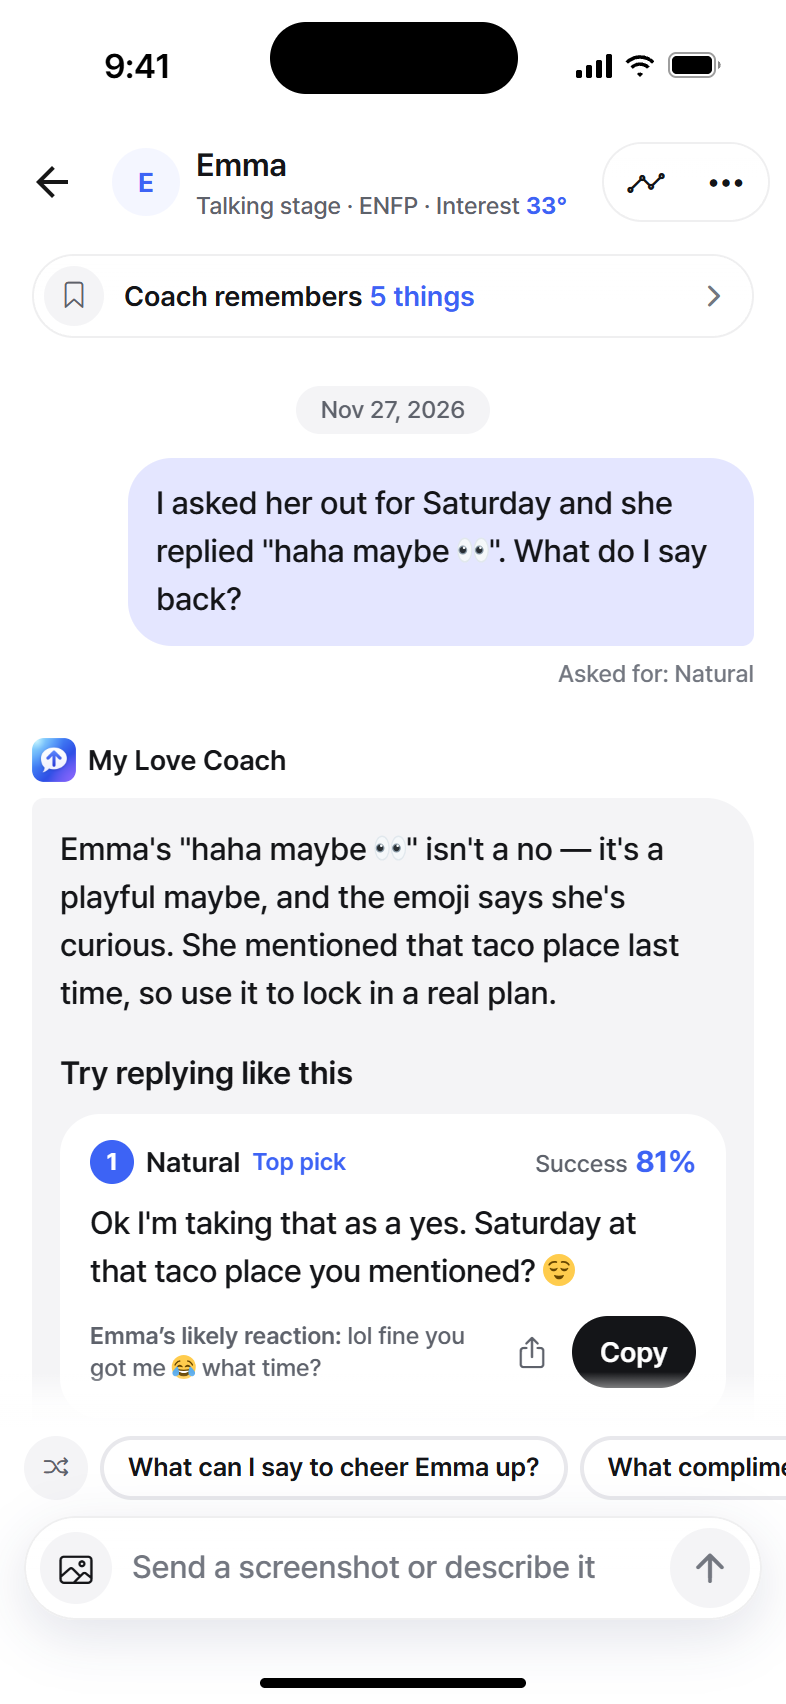 9:41
E
Emma
Talking stage · ENFP · Interest 33°
Coach remembers 5 things
Nov 27, 2026
I asked her out for Saturday and she
replied "haha maybe 👀". What do I say
back?
Asked for: Natural
My Love Coach
Emma's "haha maybe 👀" isn't a no — it's a
playful maybe, and the emoji says she's
curious. She mentioned that taco place last
time, so use it to lock in a real plan.
Try replying like this
1 Natural Top pick Success 81%
Ok I'm taking that as a yes. Saturday at
that taco place you mentioned? 😌
Emma’s likely reaction: lol fine you
got me 😂 what time?
Copy
What can I say to cheer Emma up?
What complime
Send a screenshot or describe it